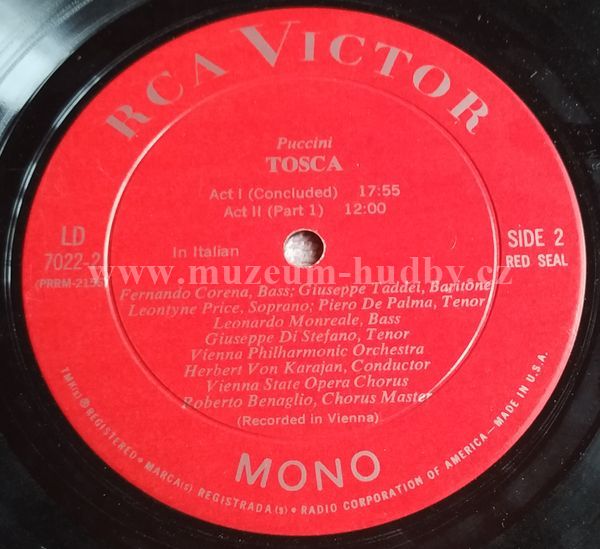 RCA VICTOR
Puccini
TOSCA
Act I (Concluded) 17:55
Act II (Part 1) 12:00
LD
7022-2
In Italian
SIDE 2
RED SEAL
www.muzeum-hudby.cz
Fernando Corena, Bass; Giuseppe Taddei, Baritone
Leontyne Price, Soprano; Piero De Palma, Tenor
Leonardo Monreale, Bass
Giuseppe Di Stefano, Tenor
Vienna Philharmonic Orchestra
Herbert Von Karajan, Conductor
Vienna State Opera Chorus
Roberto Benaglio, Chorus Master
(Recorded in Vienna)
MONO
TMK(s) ® REGISTERED • MARCA(s) REGISTRADA(s) • RADIO CORPORATION OF AMERICA—MADE IN U.S.A.